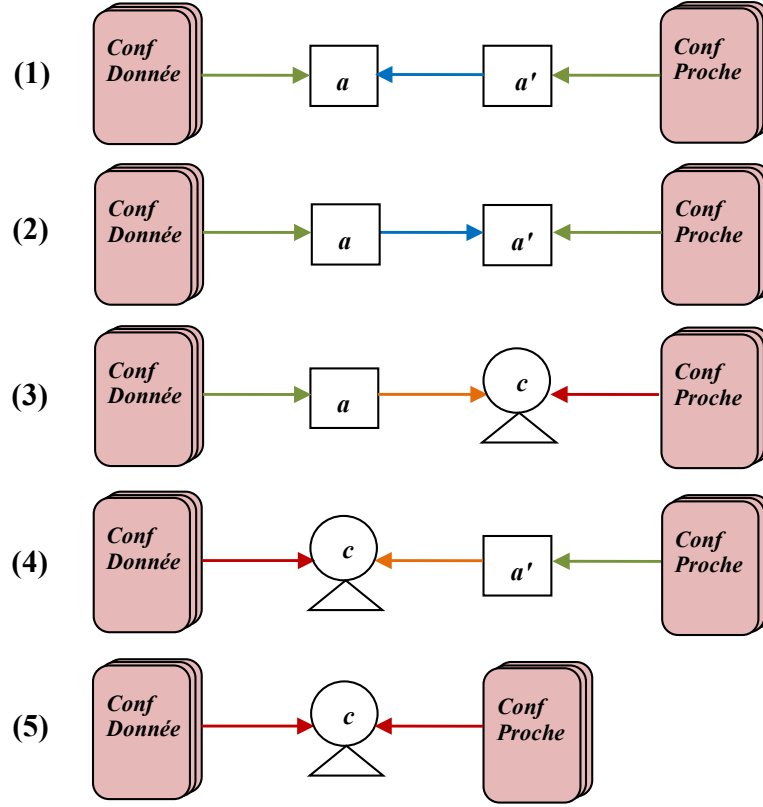 (1)
Conf
Donnée
a
a'
Conf
Proche
(2)
Conf
Donnée
a
a'
Conf
Proche
(3)
Conf
Donnée
a
c
Conf
Proche
(4)
Conf
Donnée
c
a'
Conf
Proche
(5)
Conf
Donnée
c
Conf
Proche